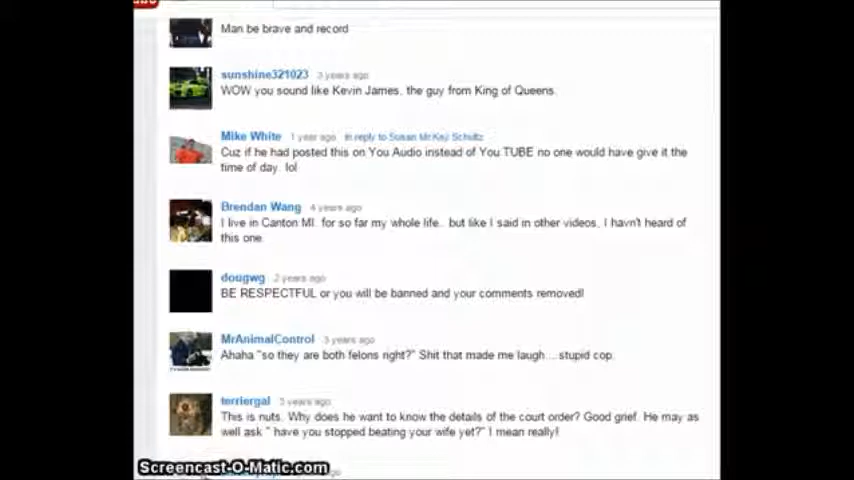 Man be brave and record
sunshine321023 3 years ago
WOW you sound like Kevin James, the guy from King of Queens.
Mike White 1 year ago in reply to Susan McKay Schultz
Cuz if he had posted this on You Audio instead of You TUBE no one would have give it the
time of day. lol
Brendan Wang 4 years ago
I live in Canton MI. for so far my whole life.. but like I said in other videos, I havn't heard of
this one.
dougwg 2 years ago
BE RESPECTFUL or you will be banned and your comments removed!
MrAnimalControl 3 years ago
Ahaha "so they are both felons right?" Shit that made me laugh....stupid cop.
terriergal 3 years ago
This is nuts. Why does he want to know the details of the court order? Good grief. He may as
well ask " have you stopped beating your wife yet?" I mean really!
Screencast-O-Matic.com